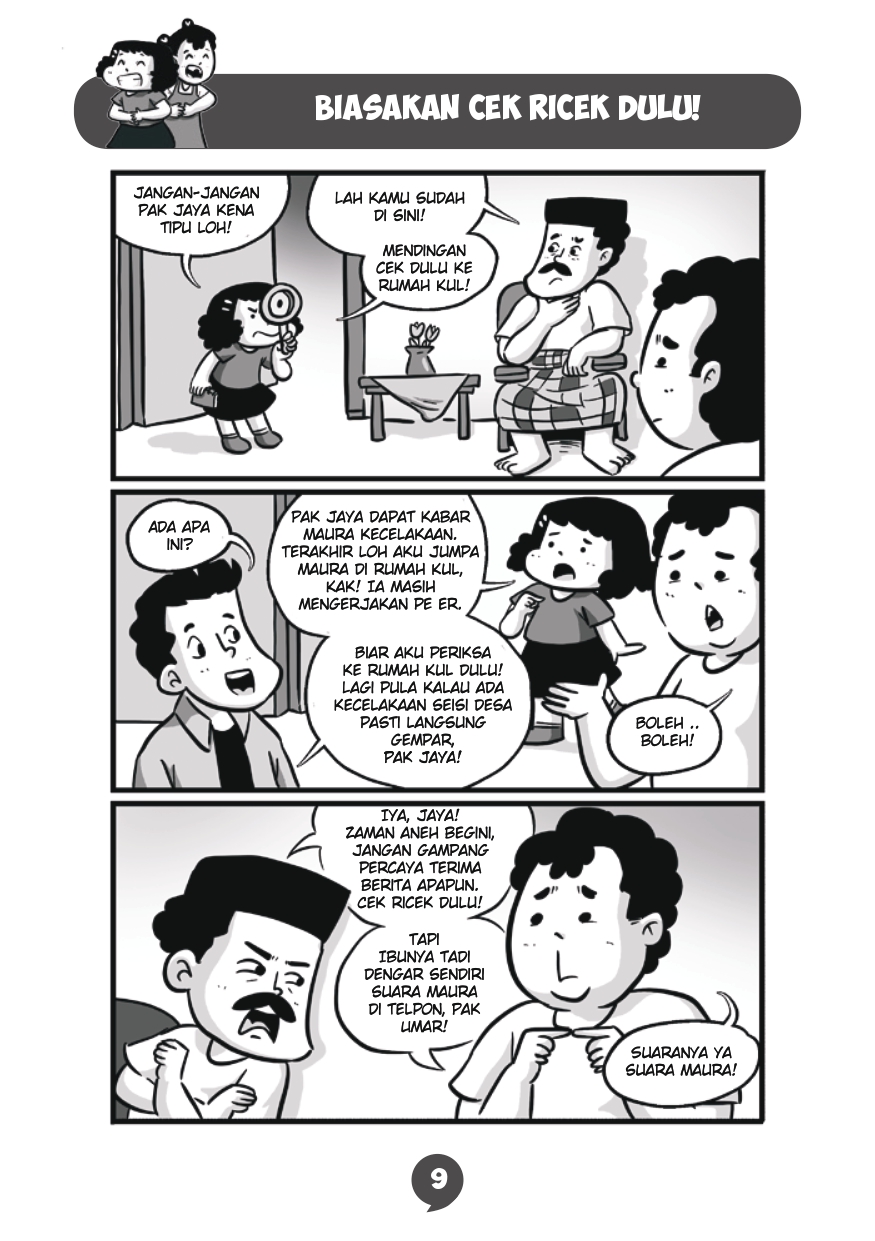 BIASAKAN CEK RICEK DULU!
JANGAN-JANGAN
PAK JAYA KENA
TIPU LOH!
LAH KAMU SUDAH
DI SINI!
MENDINGAN
CEK DULU KE
RUMAH KUL!
ADA APA
INI?
PAK JAYA DAPAT KABAR
MAURA KECELAKAAN.
TERAKHIR LOH AKU JUMPA
MAURA DI RUMAH KUL,
KAK! IA MASIH
MENGERJAKAN PE ER.
BIAR AKU PERIKSA
KE RUMAH KUL DULU!
LAGI PULA KALAU ADA
KECELAKAAN SEISI DESA
PASTI LANGSUNG
GEMPAR,
PAK JAYA!
BOLEH ..
BOLEH!
IYA, JAYA!
ZAMAN ANEH BEGINI,
JANGAN GAMPANG
PERCAYA TERIMA
BERITA APAPUN.
CEK RICEK DULU!
TAPI
IBUNYA TADI
DENGAR SENDIRI
SUARA MAURA
DI TELPON, PAK
UMAR!
SUARANYA YA
SUARA MAURA!
9